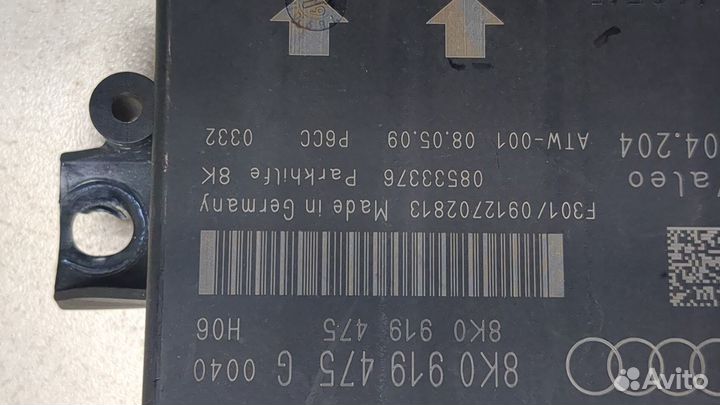 8K0 919 475 G 0040
8K0 919 475 H06
F301/0912702813 Made in Germany
08533376 Parkhilfe 8K
ATW-001 08.05.09 P6CC 0332
04.204
Avito